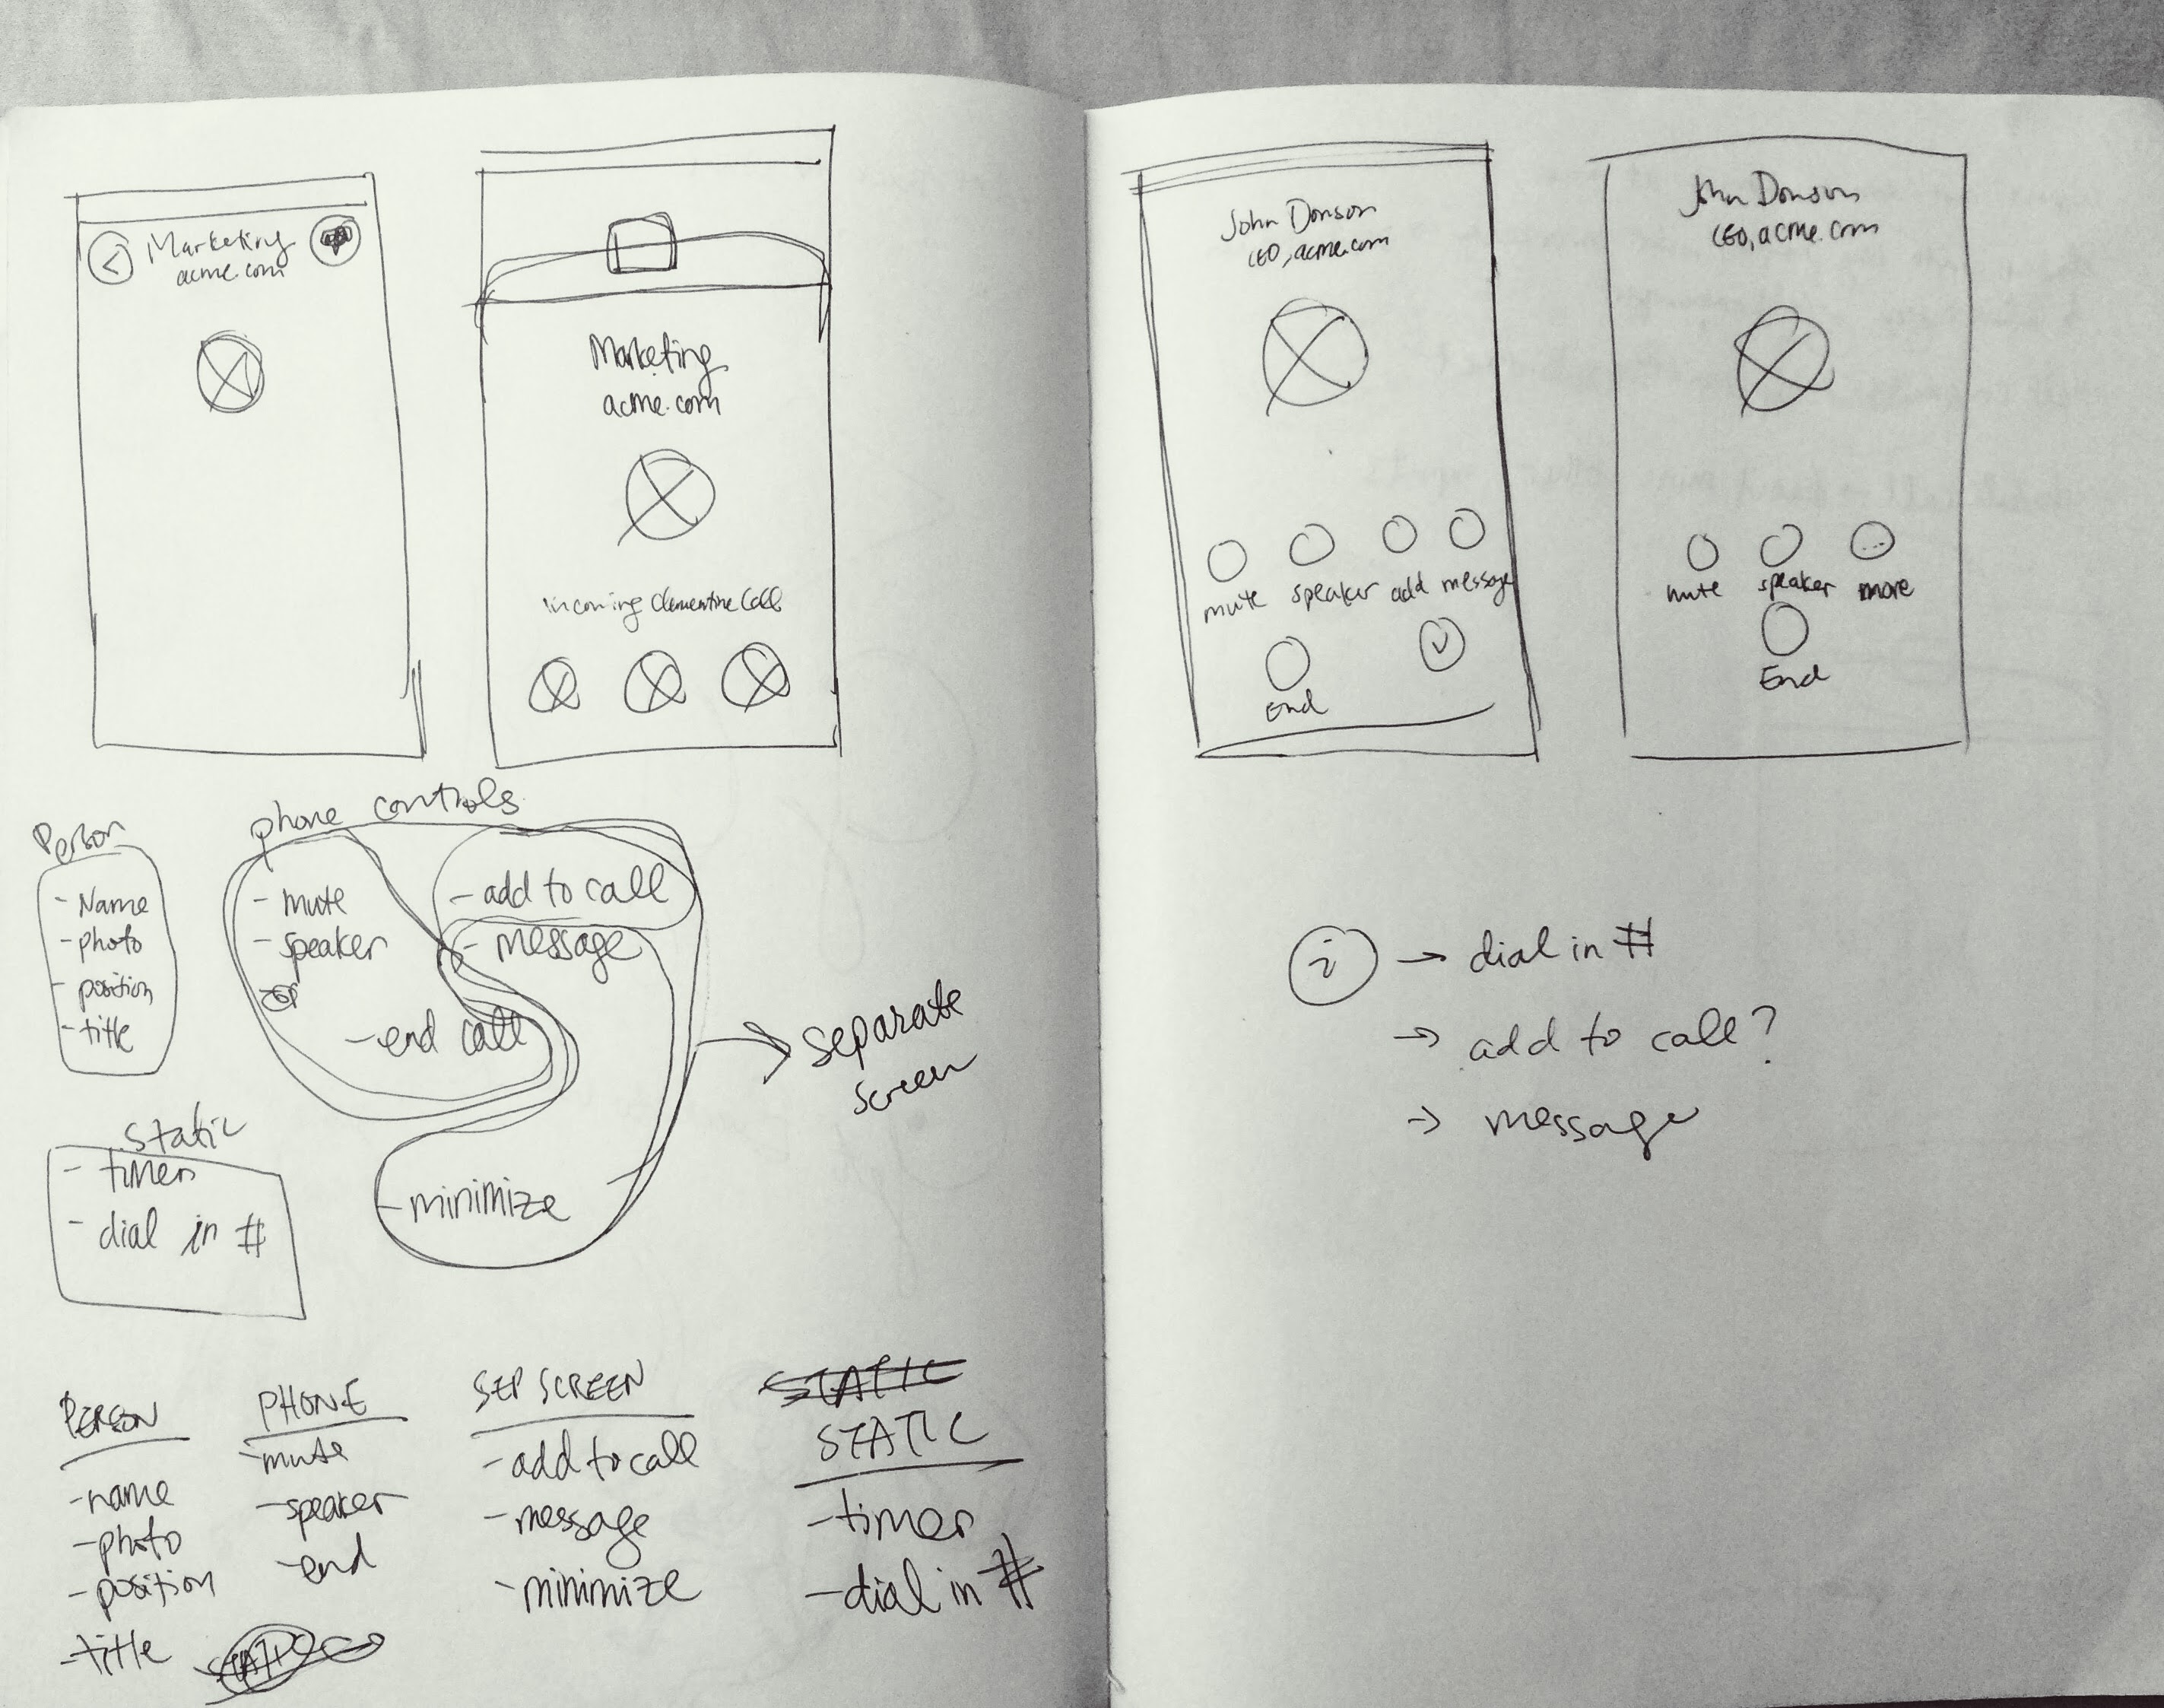 Marketing
acme.com
Marketing
acme.com
incoming Clementine Call
phone controls
Person
- Name
- photo
- position
- title
- mute
- speaker
- end call
- add to call
- message
- minimize
separate
screen
Static
- timer
- dial in #
PERSON
- name
- photo
- position
- title
PHONE
- mute
- speaker
- end
STATIC
SEP SCREEN
- add to call
- message
- minimize
STATIC
STATIC
- timer
- dial in #
John Donson
CEO, acme.com
mute speaker add message
End
John Donson
CEO, acme.com
mute speaker more
End
i → dial in #
→ add to call?
→ message